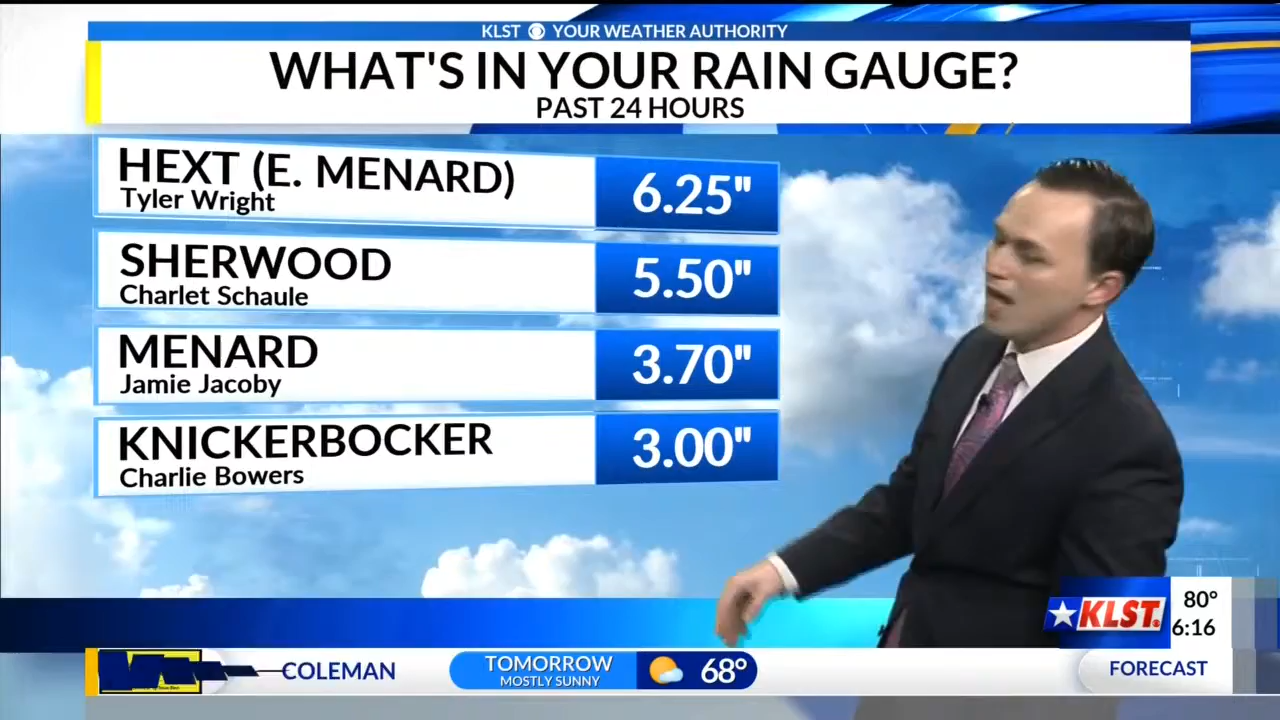 KLST YOUR WEATHER AUTHORITY
WHAT'S IN YOUR RAIN GAUGE?
PAST 24 HOURS
HEXT (E. MENARD)
Tyler Wright
6.25"
SHERWOOD
Charlet Schaule
5.50"
MENARD
Jamie Jacoby
3.70"
KNICKERBOCKER
Charlie Bowers
3.00"
KLST
80°
6:16
COLEMAN
TOMORROW
MOSTLY SUNNY
68°
FORECAST